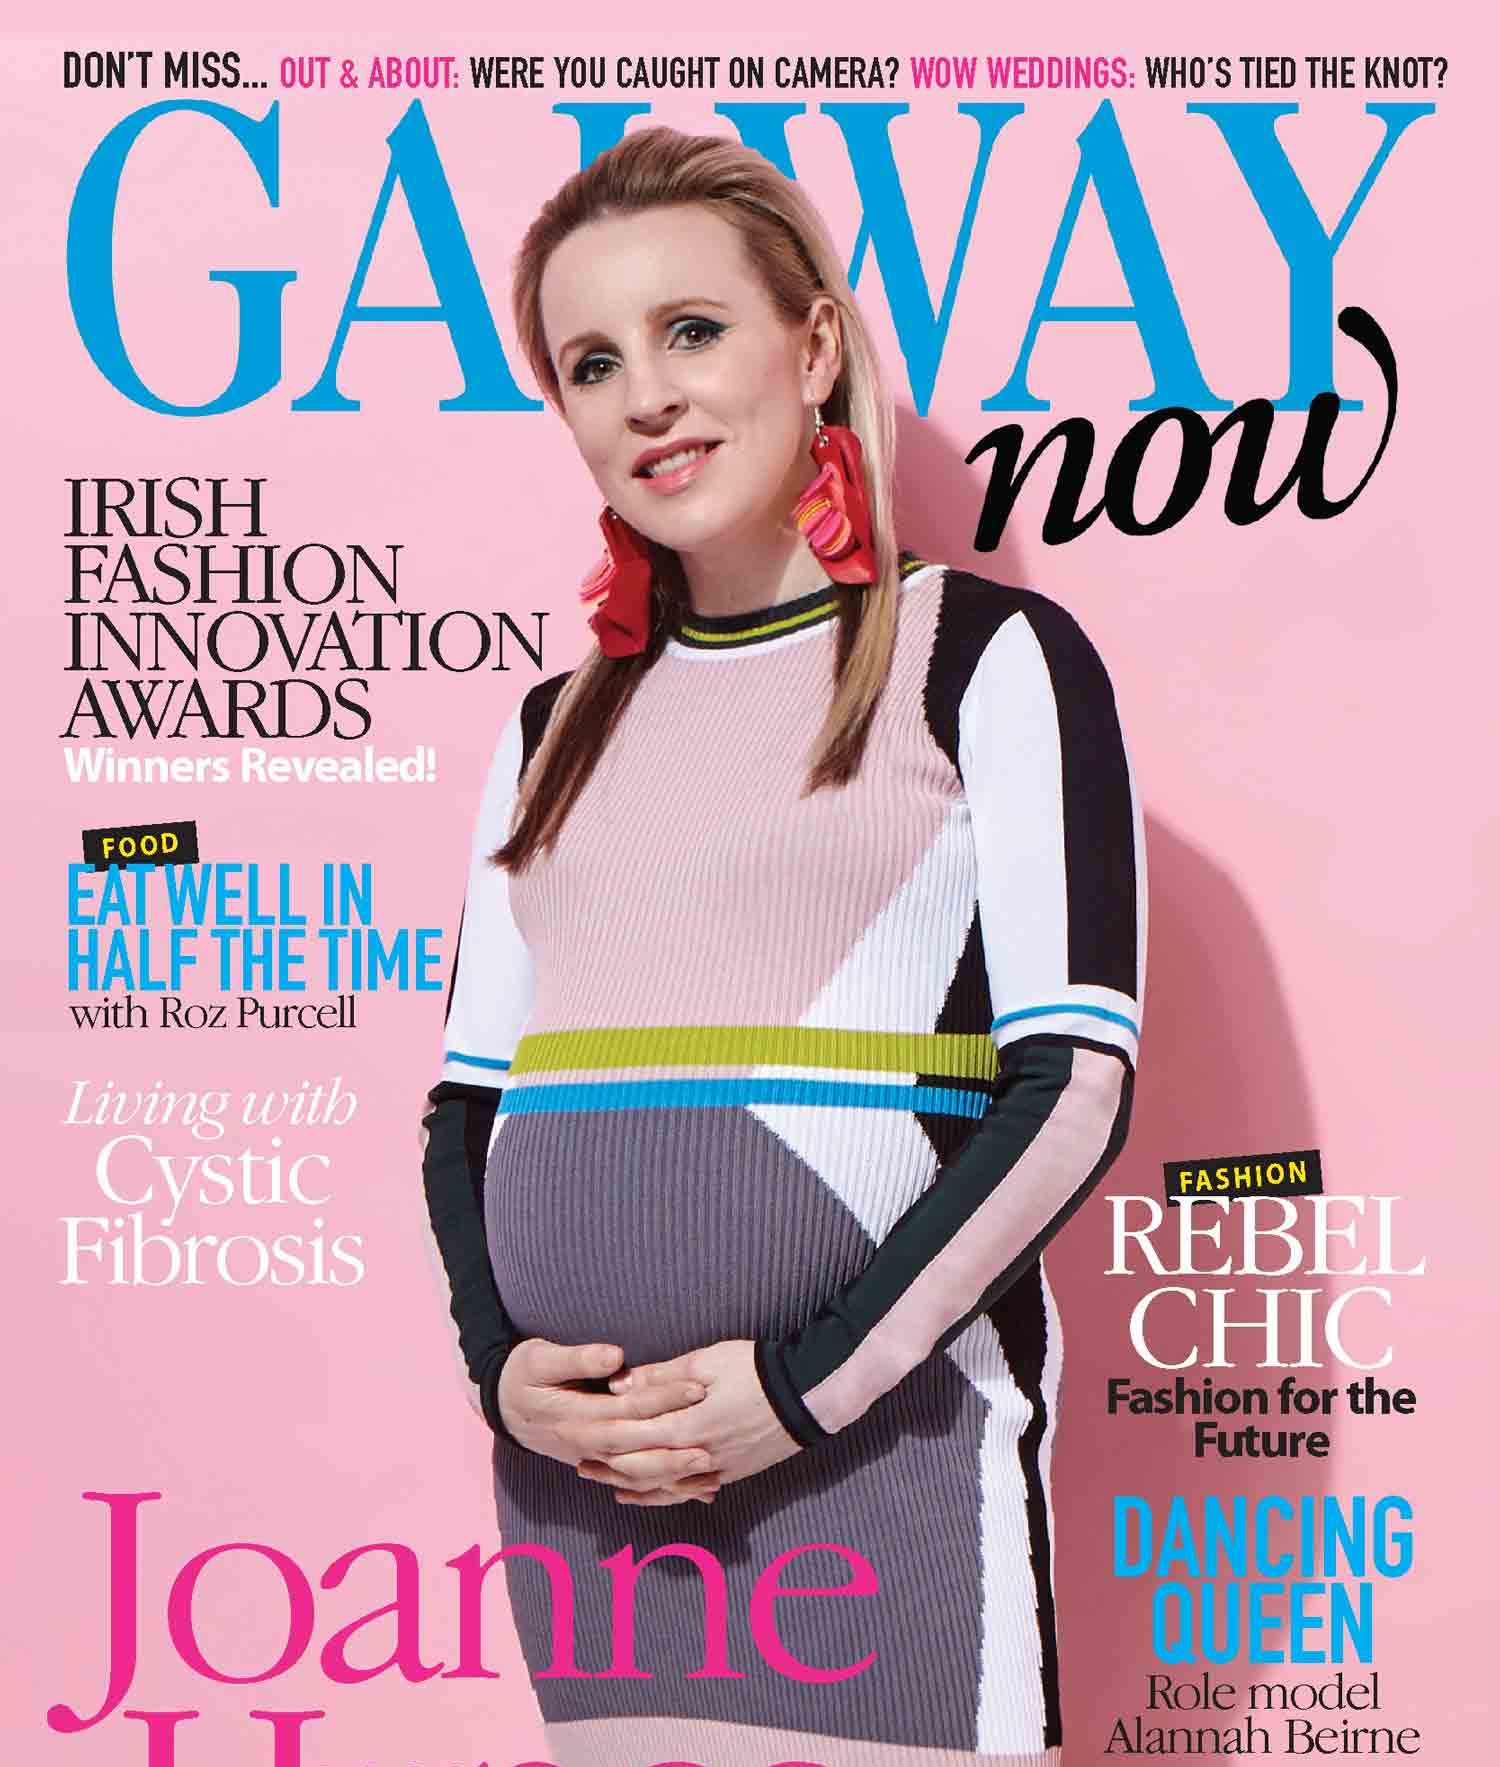 DON'T MISS... OUT & ABOUT: WERE YOU CAUGHT ON CAMERA? WOW WEDDINGS: WHO'S TIED THE KNOT?
GALWAY
now
IRISH
FASHION
INNOVATION
AWARDS
Winners Revealed!
FOOD
EAT WELL IN
HALF THE TIME
with Roz Purcell
Living with
Cystic
Fibrosis
FASHION
REBEL
CHIC
Fashion for the
Future
DANCING
QUEEN
Role model
Alannah Beirne
Joanne